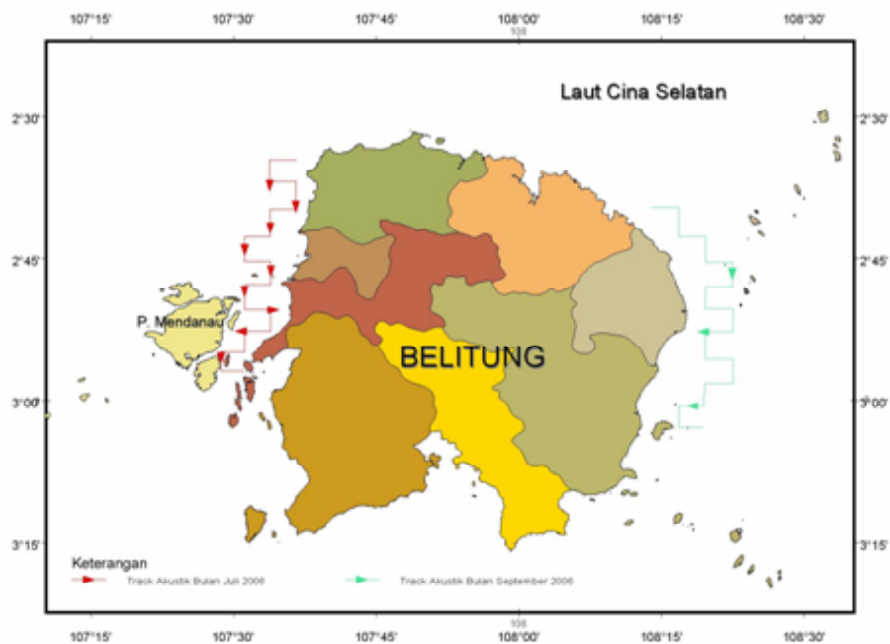 107°15' 107°30' 107°45' 108°00' 108°15' 108°30'
108
Laut Cina Selatan
2°30' 2°30'
2°45' 2°45'
P. Mendanau
BELITUNG
3°00' 3°00'
3°15' 3°15'
Keterangan
Track Akustik Bulan Juli 2006 Track Akustik Bulan September 2006
107°15' 107°30' 107°45' 108°00' 108°15' 108°30'
108